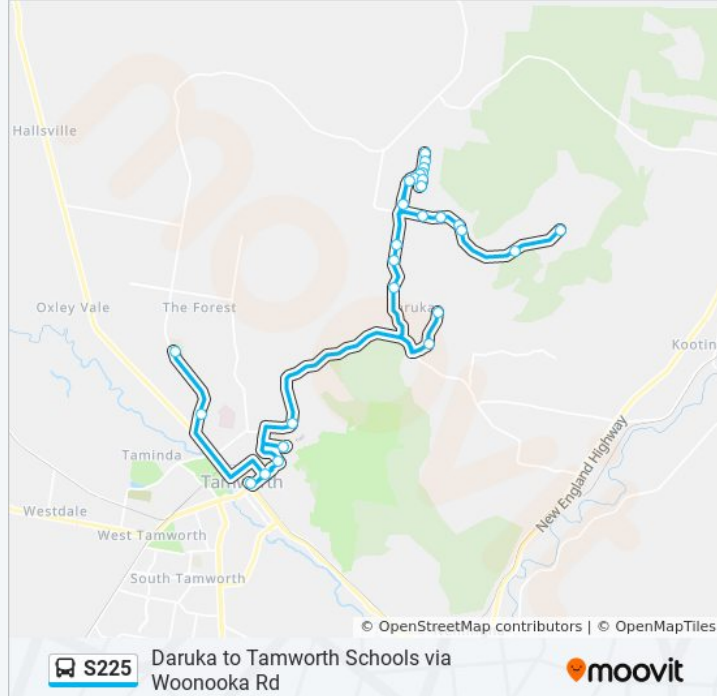 Hallsville
Oxley Vale
The Forest
Daruka
Kootin
Taminda
Tamworth
Westdale
West Tamworth
South Tamworth
New England Highway
moovit
© OpenStreetMap contributors | © OpenMapTiles
S225
Daruka to Tamworth Schools via
Woonooka Rd
moovit